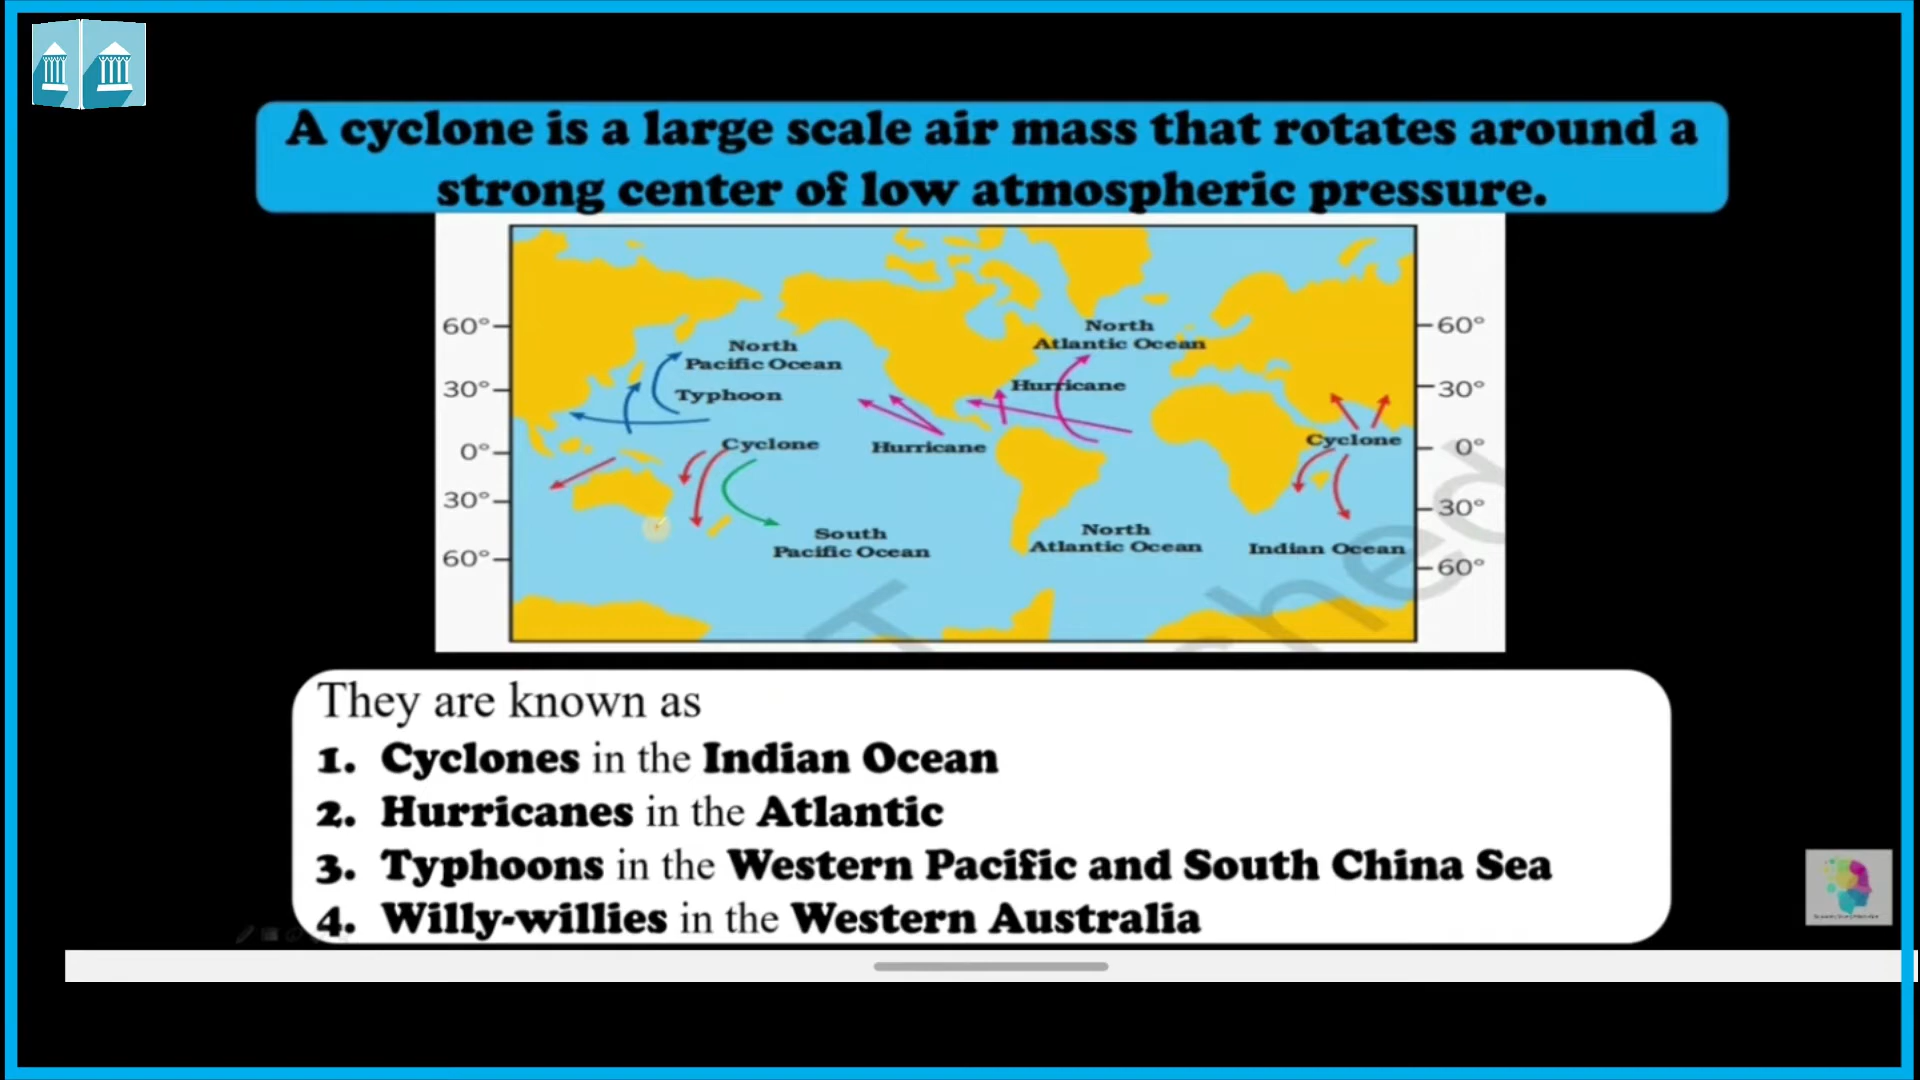 A cyclone is a large scale air mass that rotates around a
strong center of low atmospheric pressure.
60°
60°
North
Atlantic Ocean
North
Pacific Ocean
30°
30°
Hurricane
Typhoon
0°
0°
Cyclone
Hurricane
Cyclone
30°
30°
South
Pacific Ocean
North
Atlantic Ocean
Indian Ocean
60°
60°
They are known as
1. Cyclones in the Indian Ocean
2. Hurricanes in the Atlantic
3. Typhoons in the Western Pacific and South China Sea
4. Willy-willies in the Western Australia